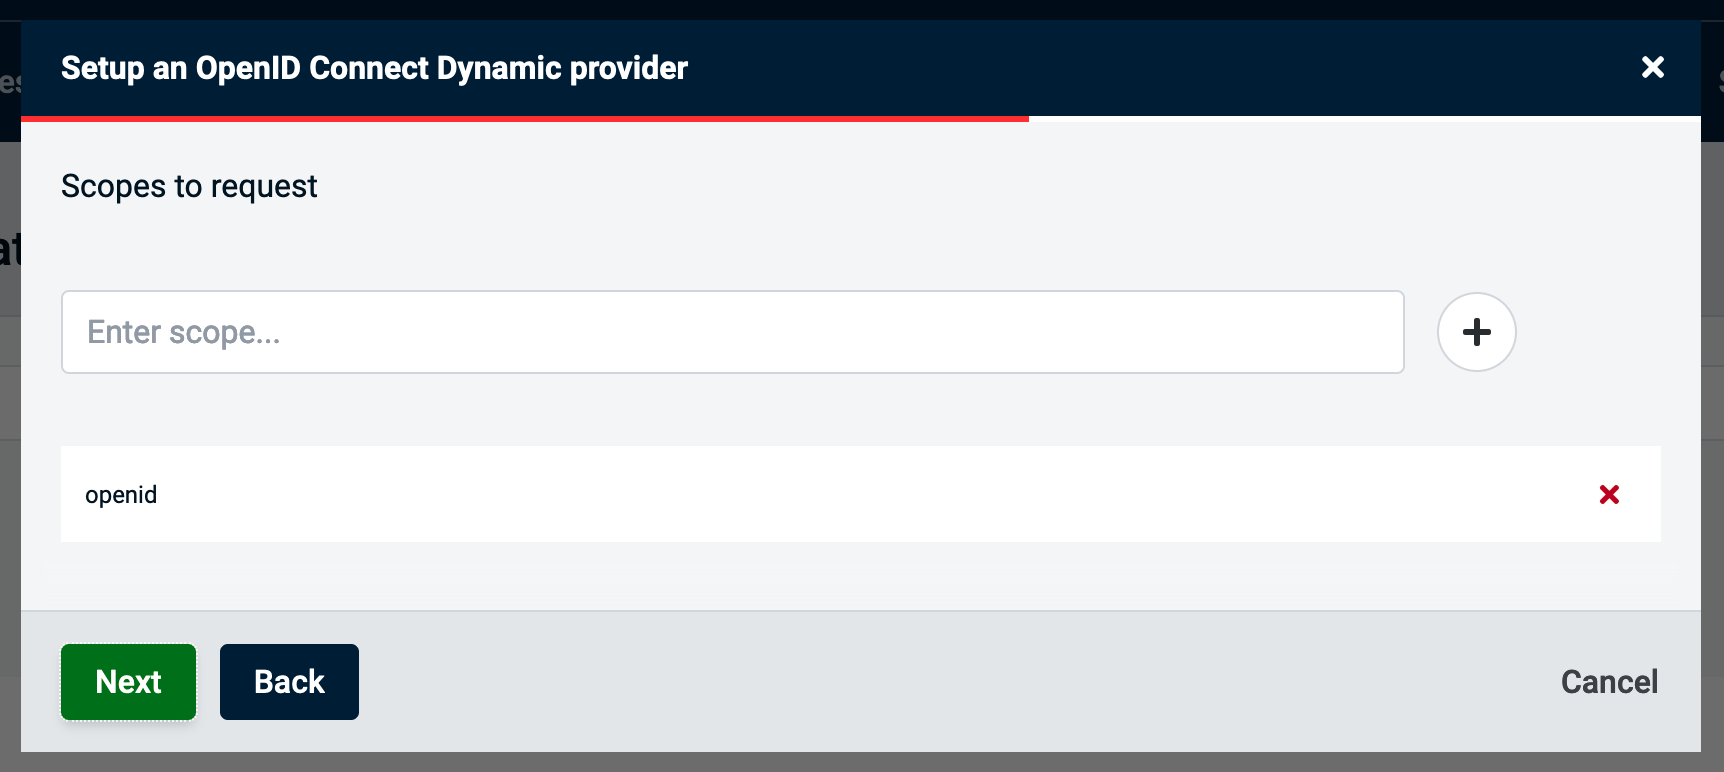 Setup an OpenID Connect Dynamic provider
Scopes to request
Enter scope...
openid
Next
Back
Cancel